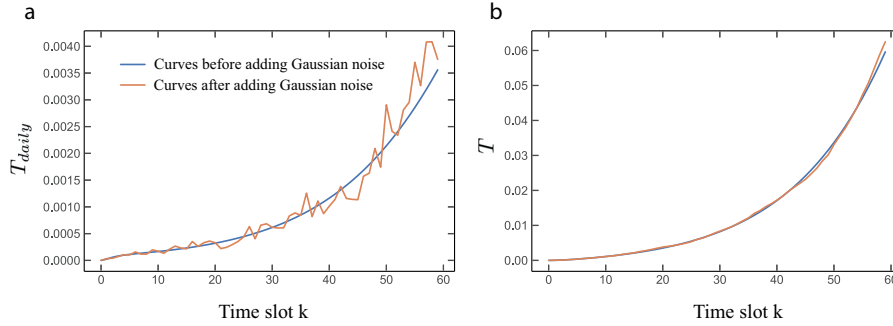 a
b
0.0040
0.0035
0.0030
0.0025
0.0020
0.0015
0.0010
0.0005
0.0000
T_daily
Curves before adding Gaussian noise
Curves after adding Gaussian noise
0 10 20 30 40 50 60
Time slot k
0.06
0.05
0.04
0.03
0.02
0.01
0.00
T
0 10 20 30 40 50 60
Time slot k